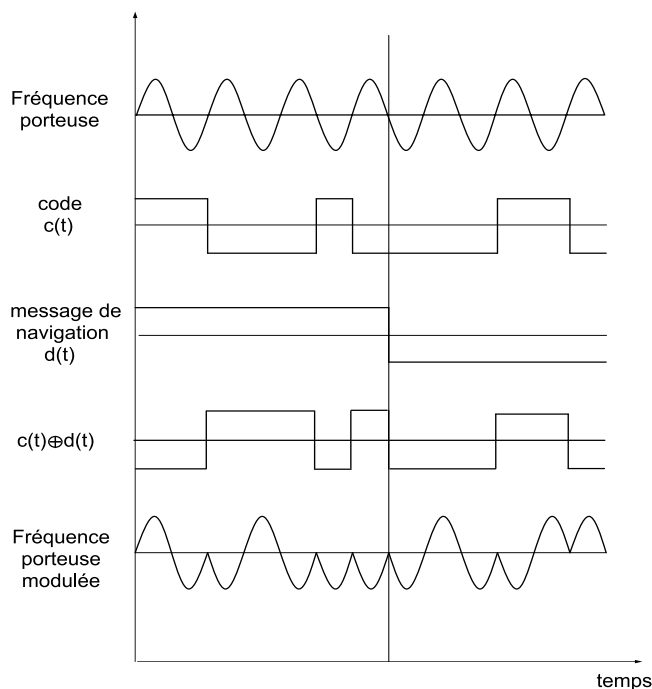 Fréquence
porteuse
code
c(t)
message de
navigation
d(t)
c(t)⊕d(t)
Fréquence
porteuse
modulée
temps